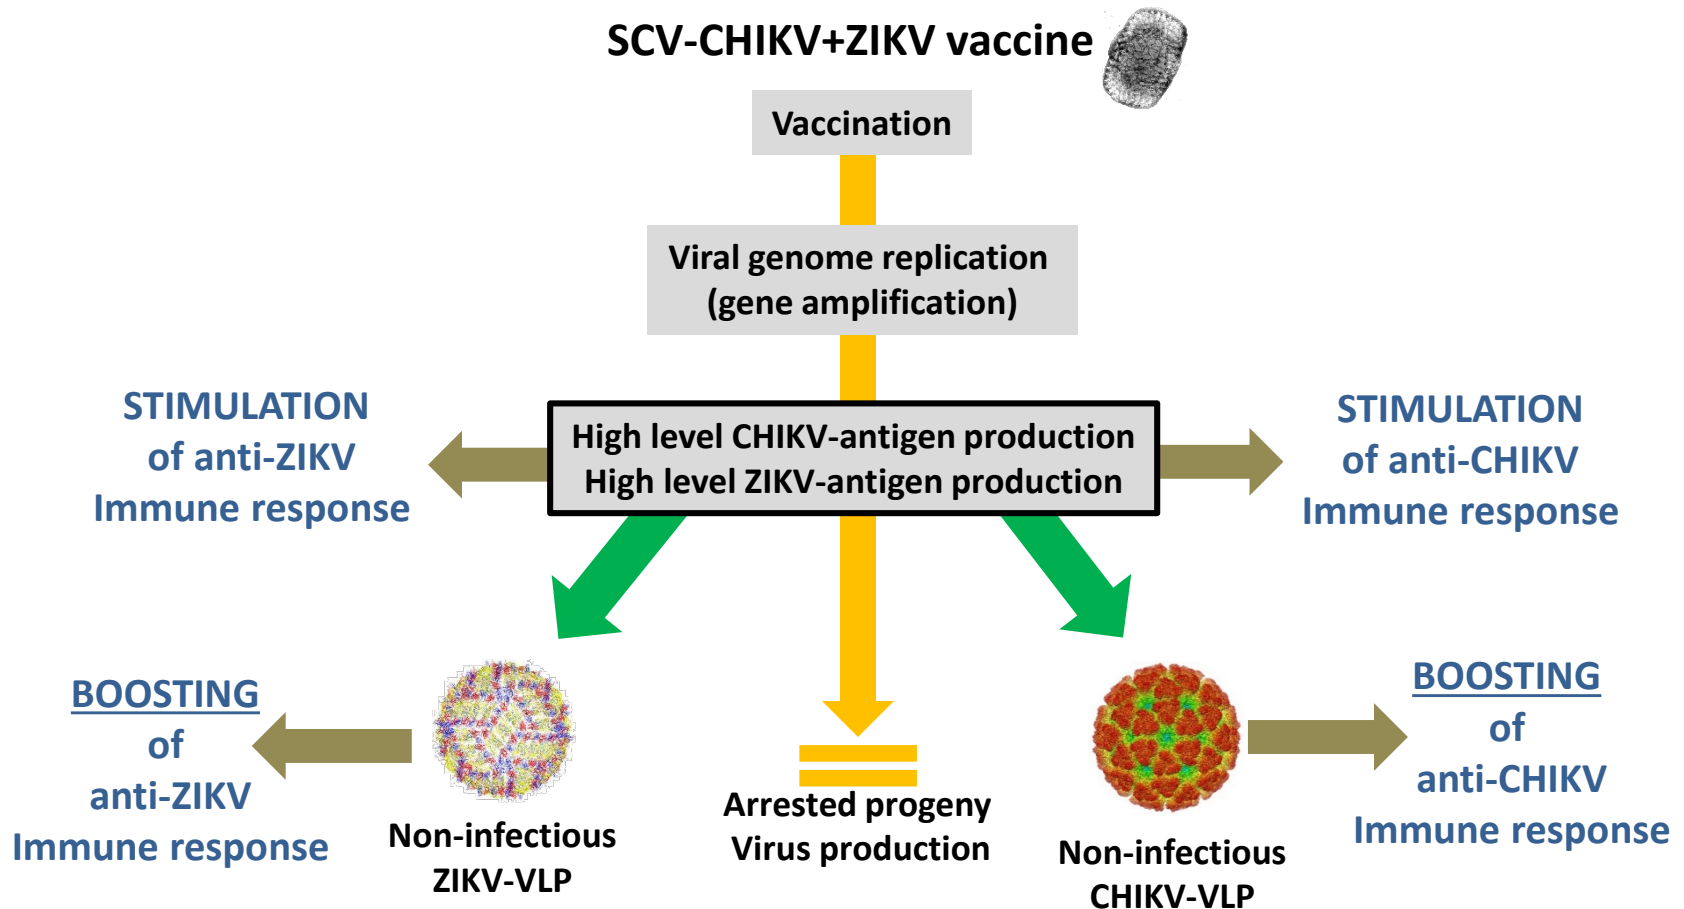 SCV-CHIKV+ZIKV vaccine
Vaccination
Viral genome replication
(gene amplification)
STIMULATION
of anti-ZIKV
Immune response
High level CHIKV-antigen production
High level ZIKV-antigen production
STIMULATION
of anti-CHIKV
Immune response
BOOSTING
of
anti-ZIKV
Immune response
Non-infectious
ZIKV-VLP
Arrested progeny
Virus production
Non-infectious
CHIKV-VLP
BOOSTING
of
anti-CHIKV
Immune response